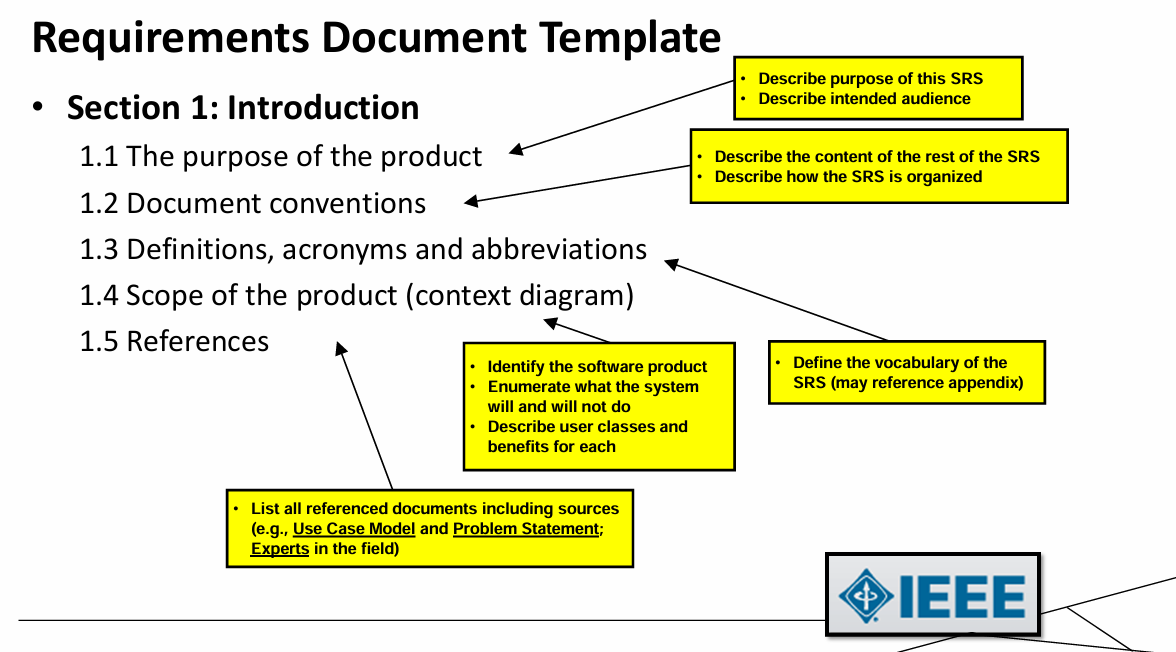 Requirements Document Template
• Section 1: Introduction
1.1 The purpose of the product
1.2 Document conventions
1.3 Definitions, acronyms and abbreviations
1.4 Scope of the product (context diagram)
1.5 References
• Describe purpose of this SRS
• Describe intended audience
• Describe the content of the rest of the SRS
• Describe how the SRS is organized
• Define the vocabulary of the
SRS (may reference appendix)
• Identify the software product
• Enumerate what the system
will and will not do
• Describe user classes and
benefits for each
• List all referenced documents including sources
(e.g., Use Case Model and Problem Statement;
Experts in the field)
IEEE